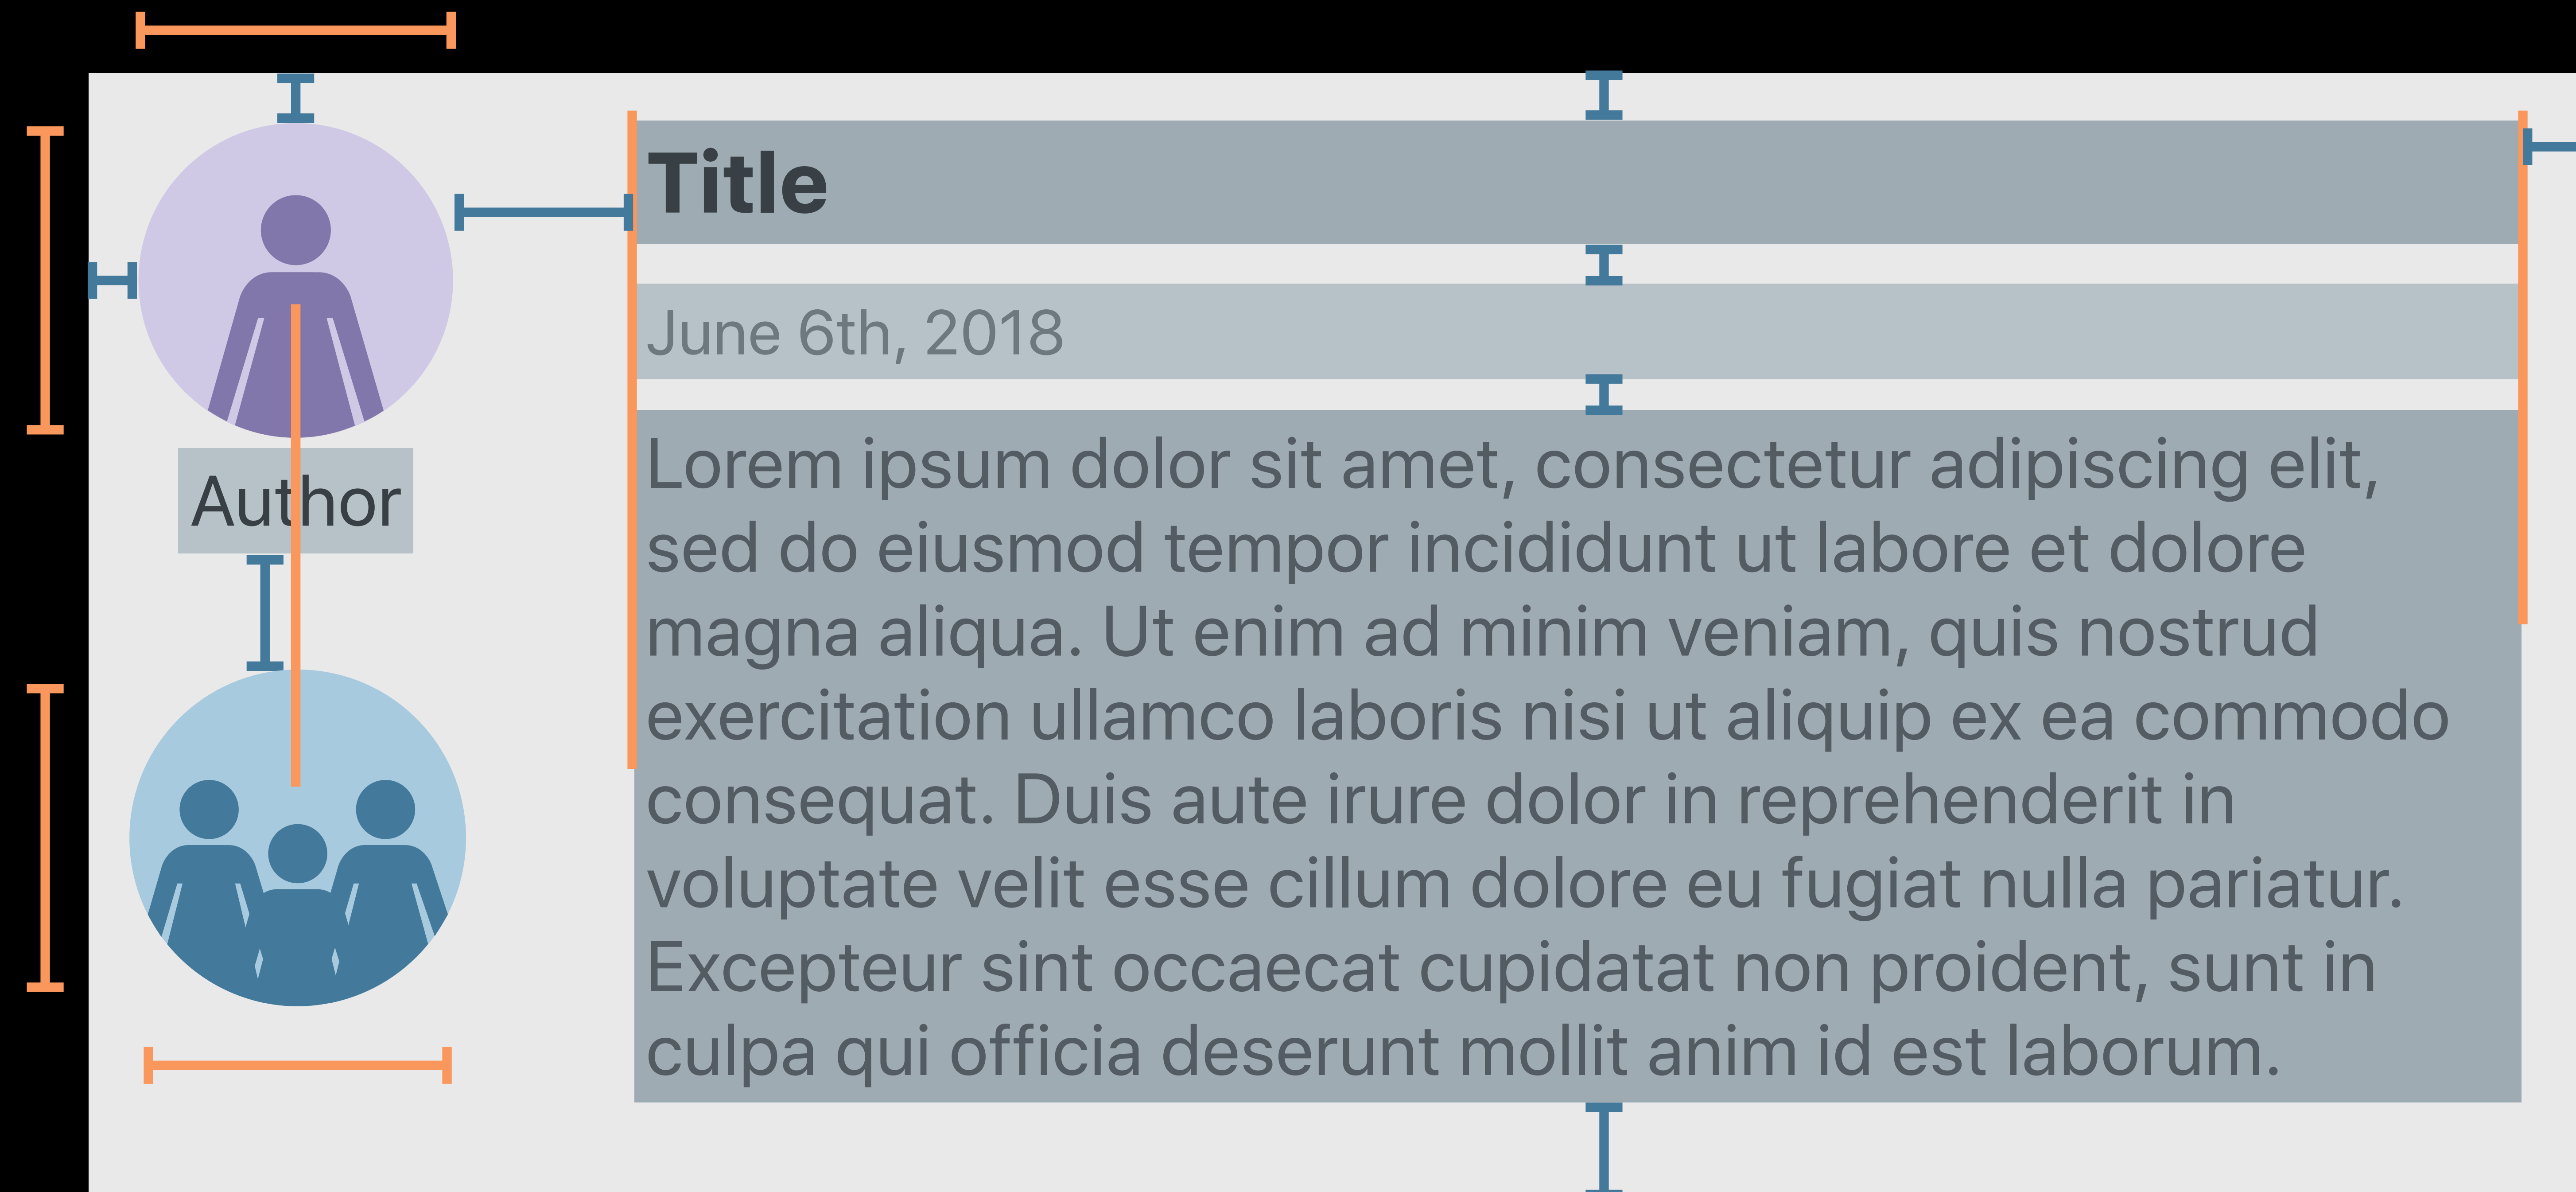 Title
June 6th, 2018
Author
Lorem ipsum dolor sit amet, consectetur adipiscing elit,
sed do eiusmod tempor incididunt ut labore et dolore
magna aliqua. Ut enim ad minim veniam, quis nostrud
exercitation ullamco laboris nisi ut aliquip ex ea commodo
consequat. Duis aute irure dolor in reprehenderit in
voluptate velit esse cillum dolore eu fugiat nulla pariatur.
Excepteur sint occaecat cupidatat non proident, sunt in
culpa qui officia deserunt mollit anim id est laborum.